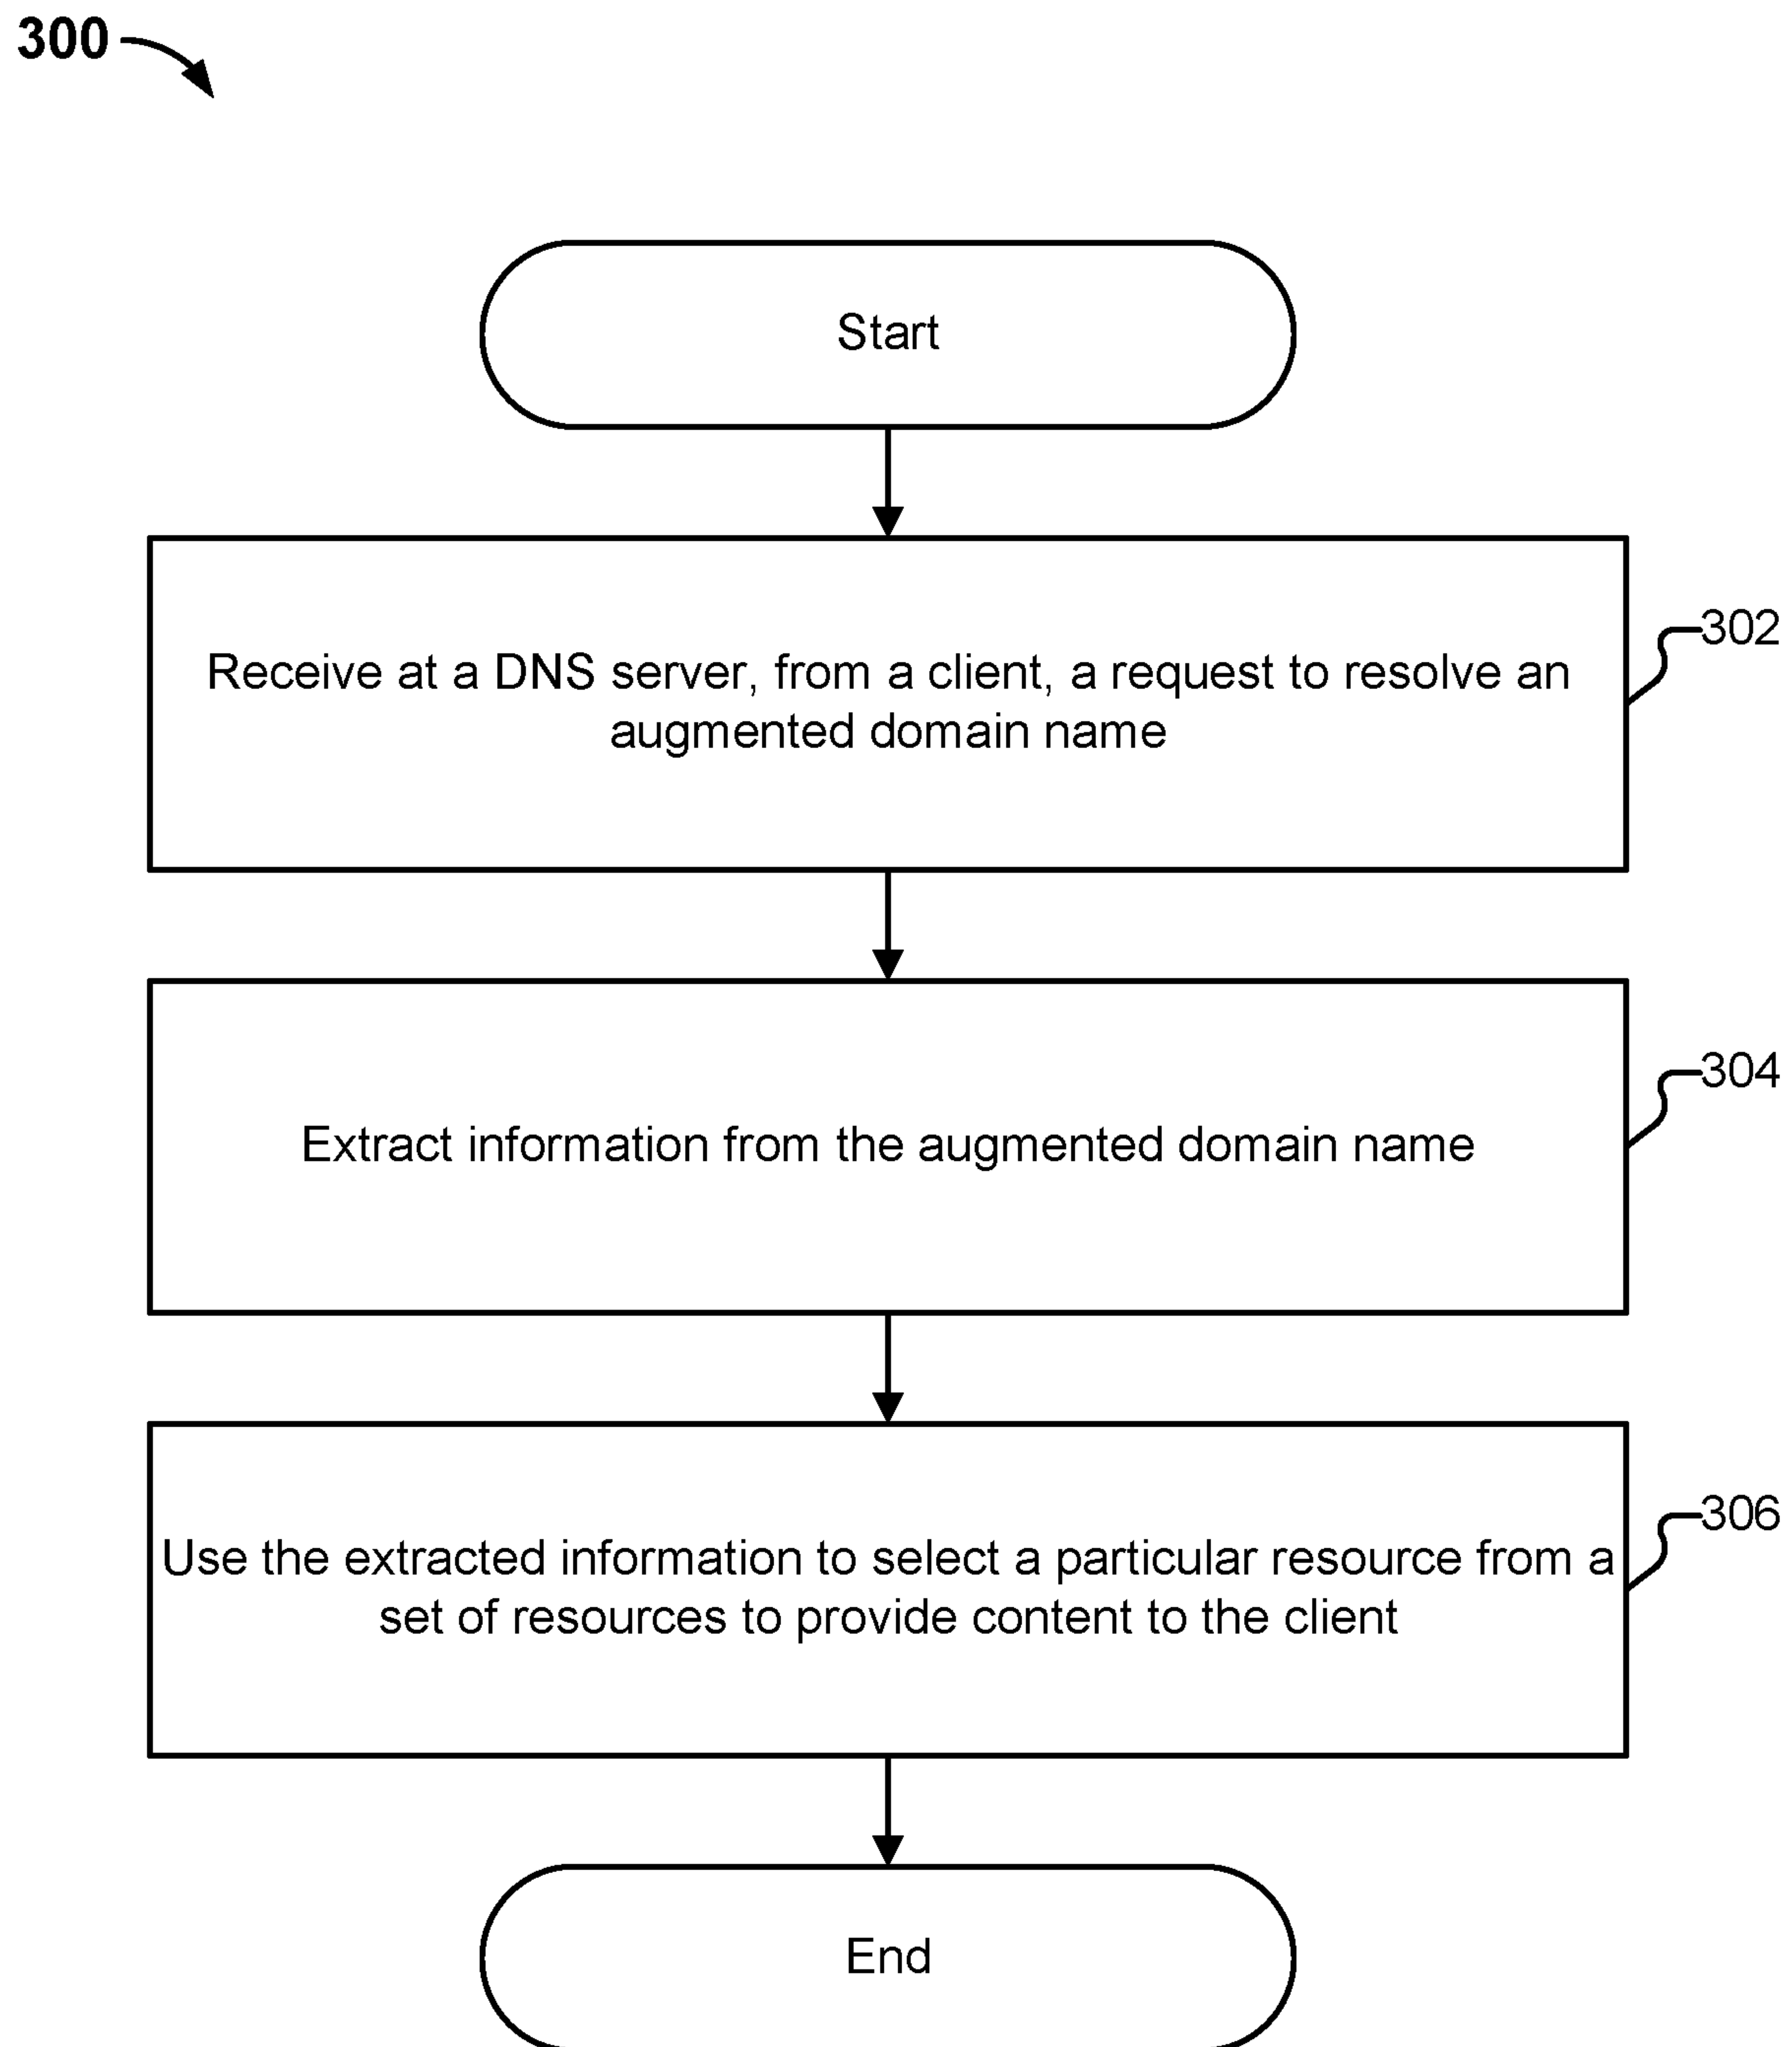 300
Start
Receive at a DNS server, from a client, a request to resolve an
augmented domain name
302
Extract information from the augmented domain name
304
Use the extracted information to select a particular resource from a
set of resources to provide content to the client
306
End